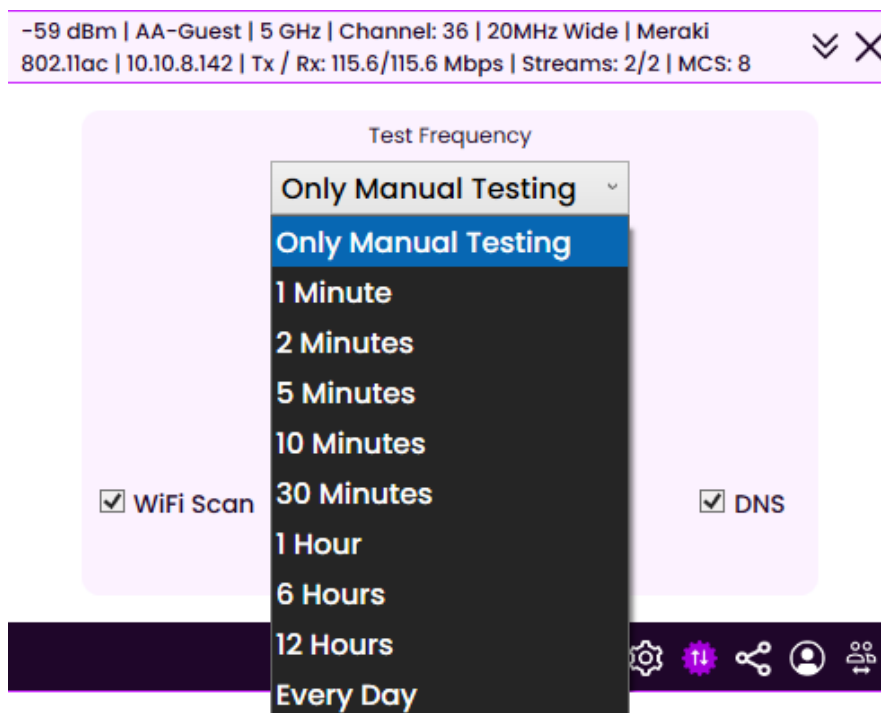 -59 dBm | AA-Guest | 5 GHz | Channel: 36 | 20MHz Wide | Meraki
802.11ac | 10.10.8.142 | Tx / Rx: 115.6/115.6 Mbps | Streams: 2/2 | MCS: 8
Test Frequency
Only Manual Testing
Only Manual Testing
1 Minute
2 Minutes
5 Minutes
10 Minutes
30 Minutes
1 Hour
6 Hours
12 Hours
Every Day
WiFi Scan
DNS